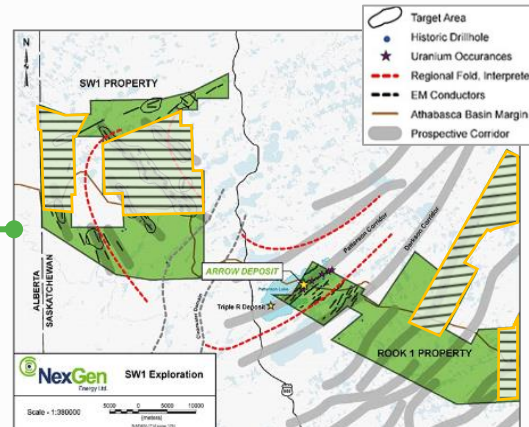 Target Area
Historic Drillhole
Uranium Occurances
Regional Fold, Interprete
EM Conductors
Athabasca Basin Margin
Prospective Corridor
N
SW1 PROPERTY
ALBERTA
SASKATCHEWAN
Patterson Corridor
Derkson Corridor
ARROW DEPOSIT
Patterson Lake
Triple R Deposit
ROOK 1 PROPERTY
NexGen
Energy Ltd.
SW1 Exploration
Scale - 1:380000
5000 0 5000 10000
(meters)